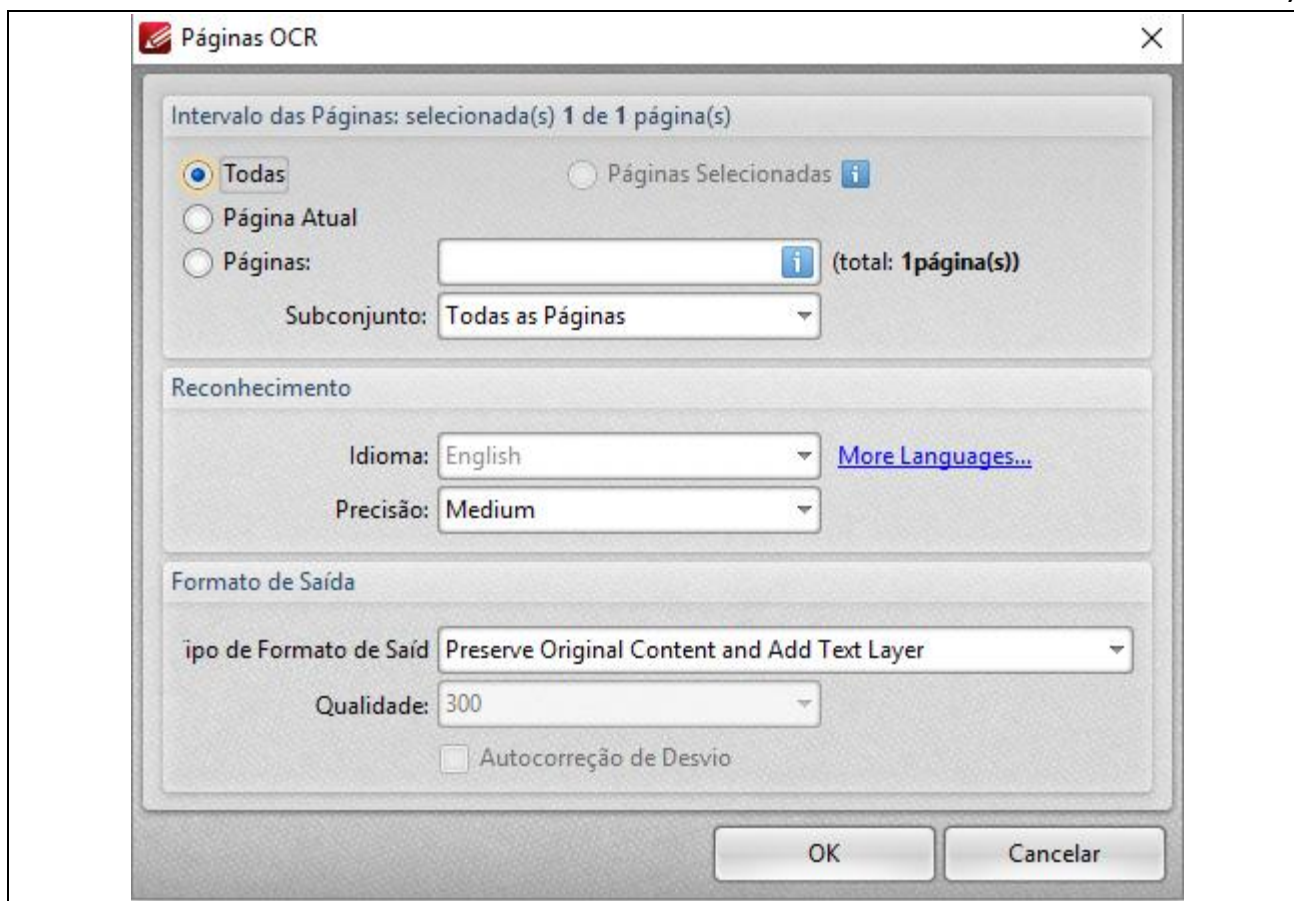 Páginas OCR
Intervalo das Páginas: selecionada(s) 1 de 1 página(s)
Todas Páginas Selecionadas
Página Atual
Páginas: (total: 1página(s))
Subconjunto: Todas as Páginas
Reconhecimento
Idioma: English More Languages...
Precisão: Medium
Formato de Saída
ipo de Formato de Saíd Preserve Original Content and Add Text Layer
Qualidade: 300
Autocorreção de Desvio
OK Cancelar